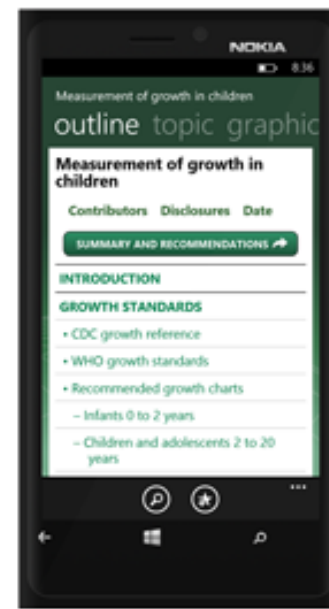 NOKIA
8:36
Measurement of growth in children
outline topic graphic
Measurement of growth in
children
Contributors Disclosures Date
SUMMARY AND RECOMMENDATIONS
INTRODUCTION
GROWTH STANDARDS
• CDC growth reference
• WHO growth standards
• Recommended growth charts
– Infants 0 to 2 years
– Children and adolescents 2 to 20
years